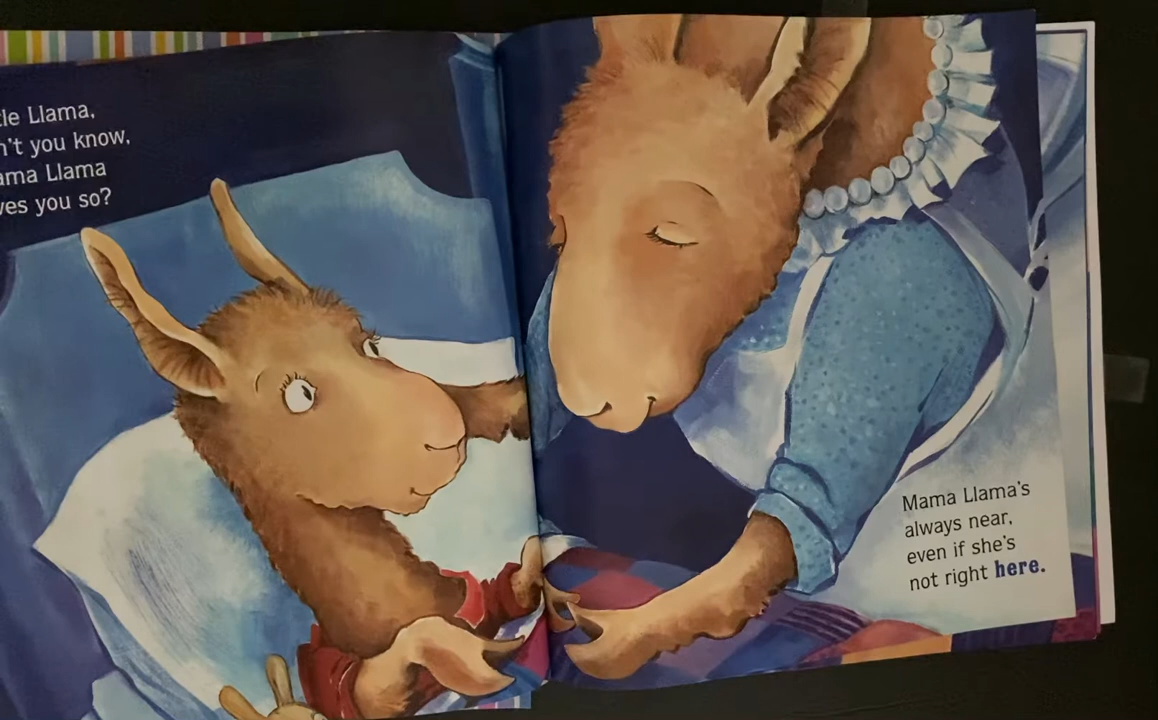 tle Llama,
n't you know,
ama Llama
ves you so?
Mama Llama's
always near,
even if she's
not right here.